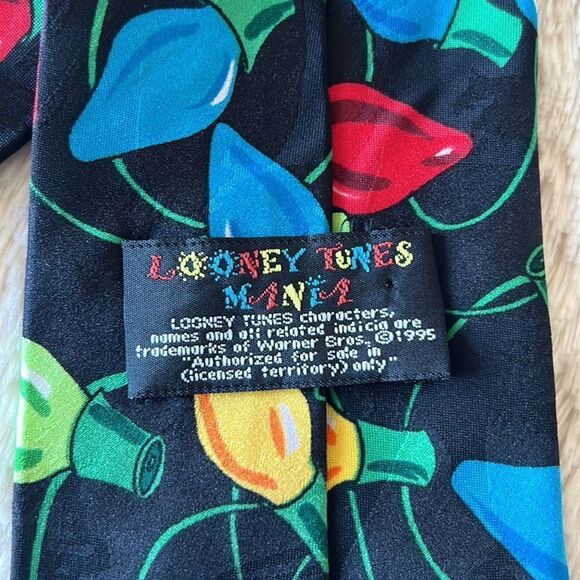 LOONEY TUNES
MANIA
LOONEY TUNES characters,
names and all related indicia are
trademarks of Warner Bros. ©1995
"Authorized for sale in
(licensed territory) only"